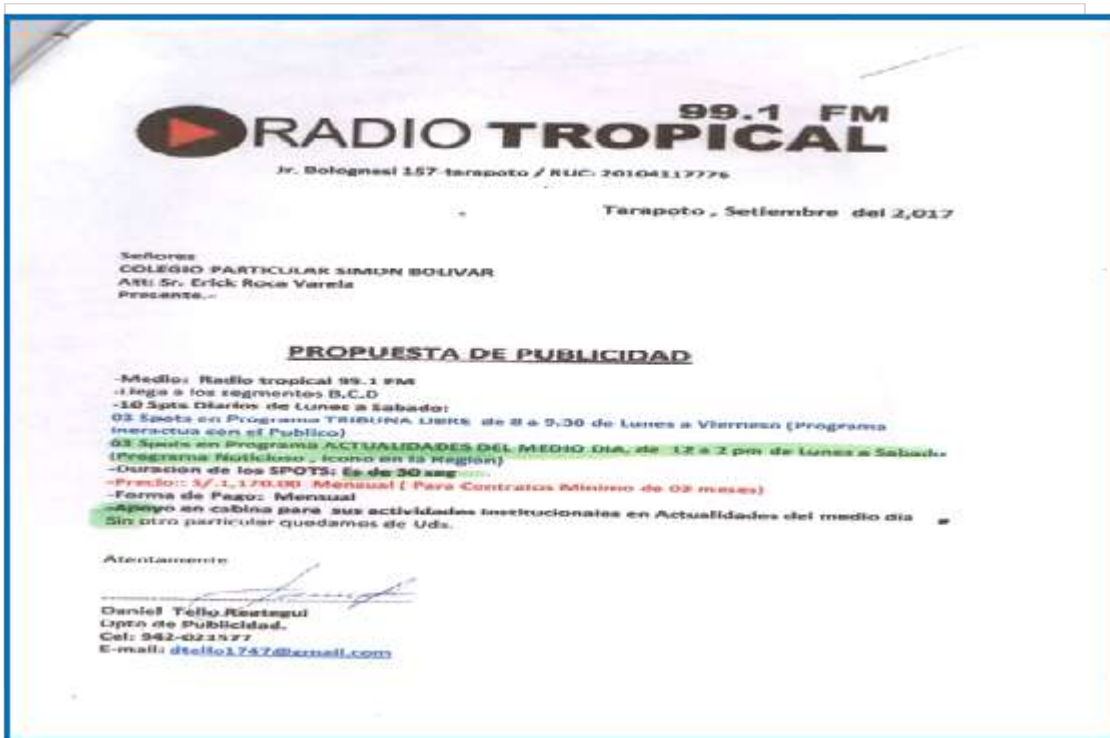 99.1 FM
RADIO TROPICAL
Jr. Bolognesi 157-tarapoto / RUC: 20104117776
Tarapoto , Setiembre del 2,017
Señores
COLEGIO PARTICULAR SIMON BOLIVAR
Att: Sr. Erick Roca Varela
Presente.-
PROPUESTA DE PUBLICIDAD
-Medio: Radio tropical 99.1 FM
-Llega a los segmentos B.C.D
-10 Spts Diarios de Lunes a Sabado:
03 Spots en Programa TRIBUNA LIBRE de 8 a 9.30 de Lunes a Viernes (Programa
Ineractua con el Publico)
03 Spots en Programa ACTUALIDADES DEL MEDIO DIA, de 12 a 2 pm de Lunes a Sabado
(Programa Noticioso , Icono en la Region)
-Duracion de los SPOTS: Es de 30 seg
-Precio:: S/.1,170.00 Mensual ( Para Contratos Minimo de 03 meses)
-Forma de Pago: Mensual
-Apoyo en cabina para sus actividades Institucionales en Actualidades del medio dia
Sin otro particular quedamos de Uds.
Atentamente
Daniel Tello Reategui
Dpto de Publicidad.
Cel: 942-023577
E-mail: dtello1747@gmail.com